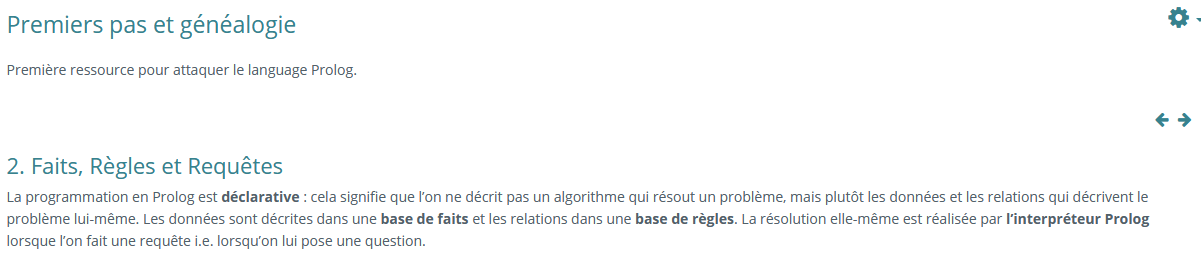 Premiers pas et généalogie
Première ressource pour attaquer le language Prolog.
2. Faits, Règles et Requêtes
La programmation en Prolog est déclarative : cela signifie que l’on ne décrit pas un algorithme qui résout un problème, mais plutôt les données et les relations qui décrivent le
problème lui-même. Les données sont décrites dans une base de faits et les relations dans une base de règles. La résolution elle-même est réalisée par l’interpréteur Prolog
lorsque l’on fait une requête i.e. lorsqu’on lui pose une question.